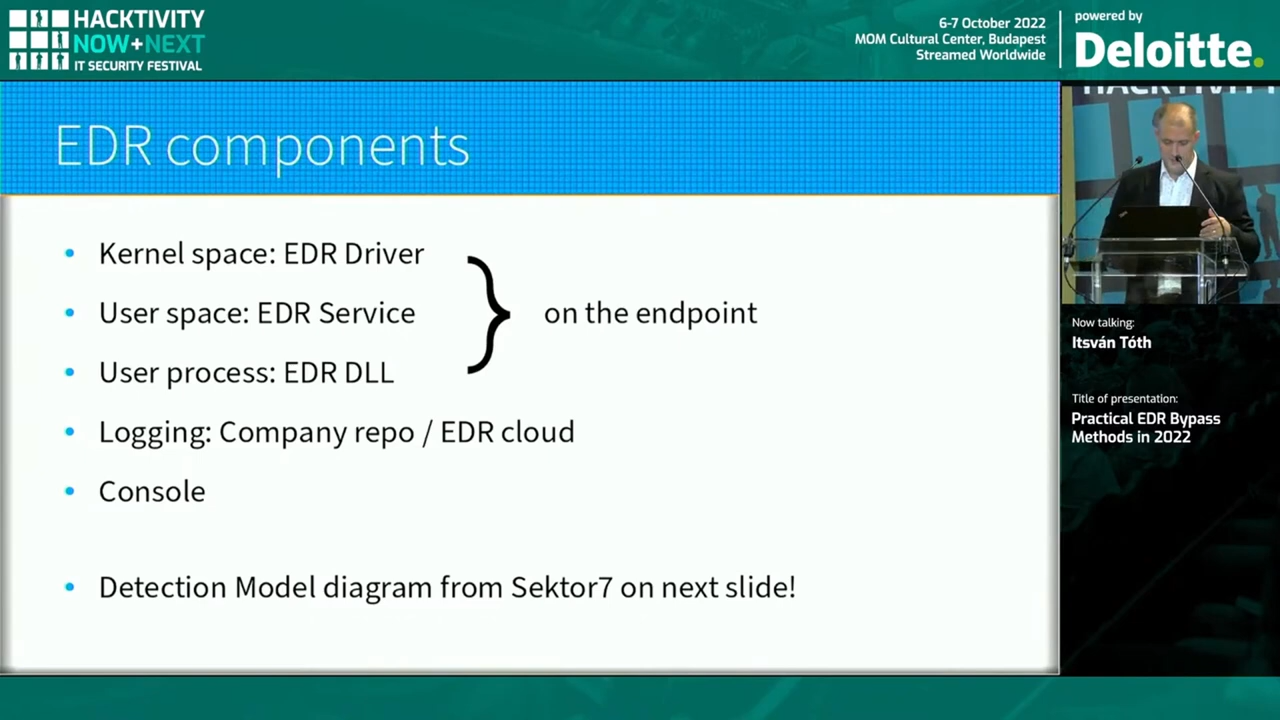 HACKTIVITY
NOW+NEXT
IT SECURITY FESTIVAL
6-7 October 2022
MOM Cultural Center, Budapest
Streamed Worldwide
powered by
Deloitte.
EDR components
• Kernel space: EDR Driver
• User space: EDR Service
• User process: EDR DLL
} on the endpoint
• Logging: Company repo / EDR cloud
• Console
• Detection Model diagram from Sektor7 on next slide!
HACKTIVITY
Now talking:
Itsván Tóth
Title of presentation:
Practical EDR Bypass
Methods in 2022